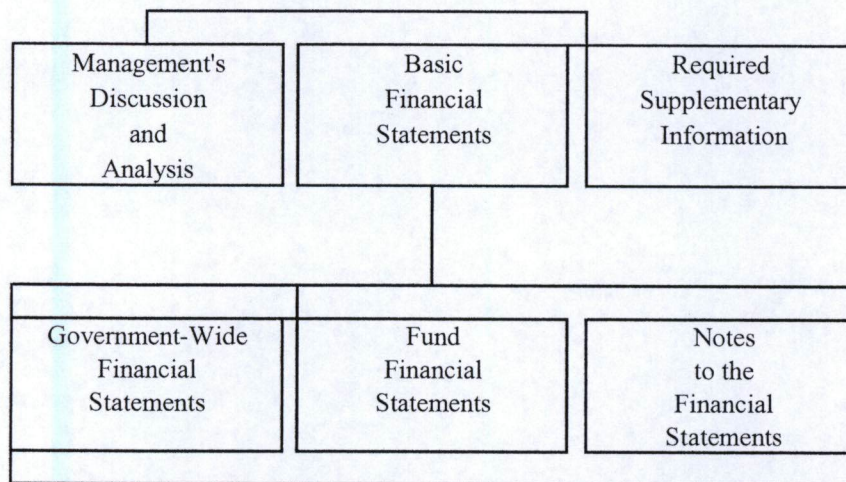 Management's
Discussion
and
Analysis
Basic
Financial
Statements
Required
Supplementary
Information
Government-Wide
Financial
Statements
Fund
Financial
Statements
Notes
to the
Financial
Statements